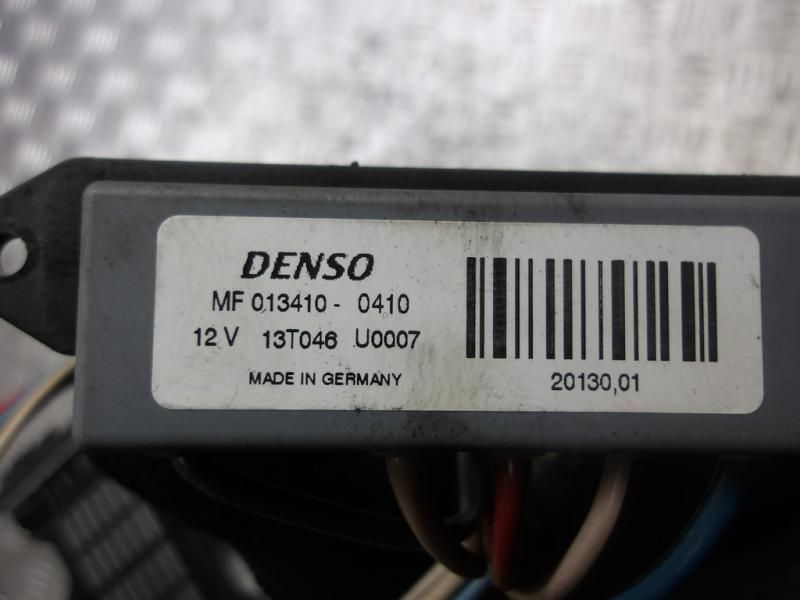 DENSO
MF 013410 - 0410
12 V 13T046 U0007
MADE IN GERMANY
20130,01